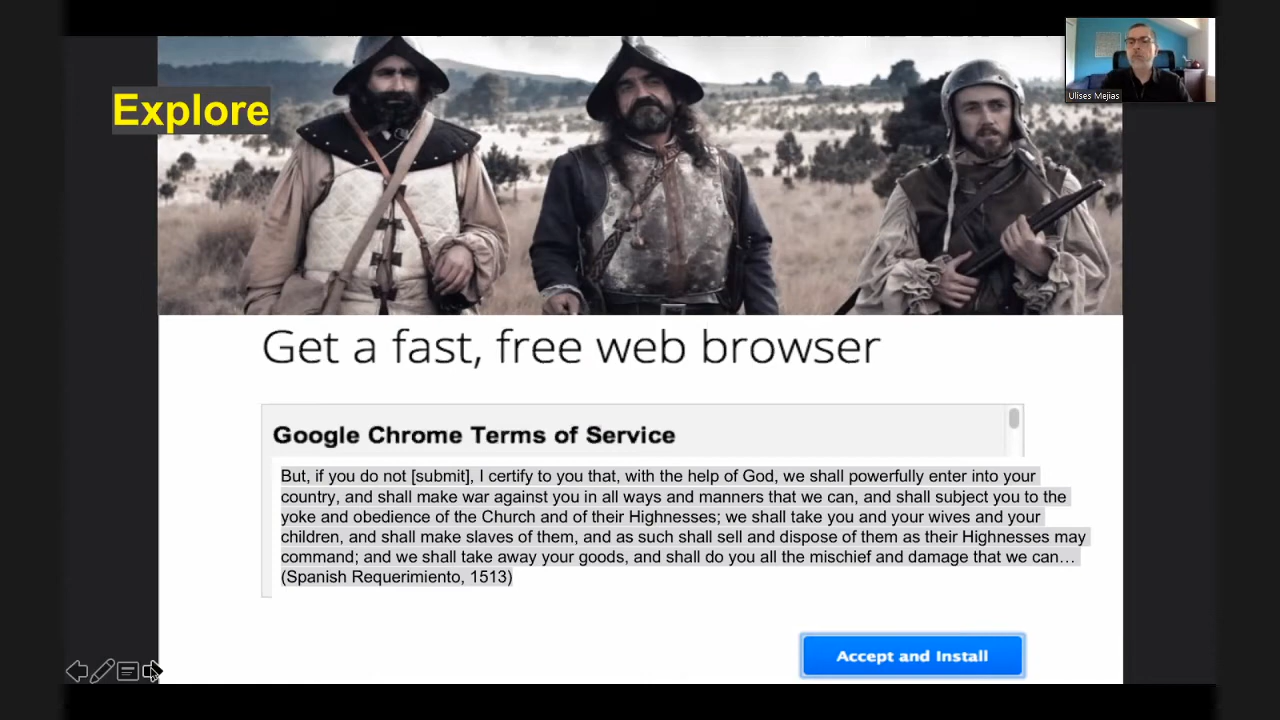 Explore
Ulises Mejias
Get a fast, free web browser
Google Chrome Terms of Service
But, if you do not [submit], I certify to you that, with the help of God, we shall powerfully enter into your
country, and shall make war against you in all ways and manners that we can, and shall subject you to the
yoke and obedience of the Church and of their Highnesses; we shall take you and your wives and your
children, and shall make slaves of them, and as such shall sell and dispose of them as their Highnesses may
command; and we shall take away your goods, and shall do you all the mischief and damage that we can…
(Spanish Requerimiento, 1513)
Accept and Install